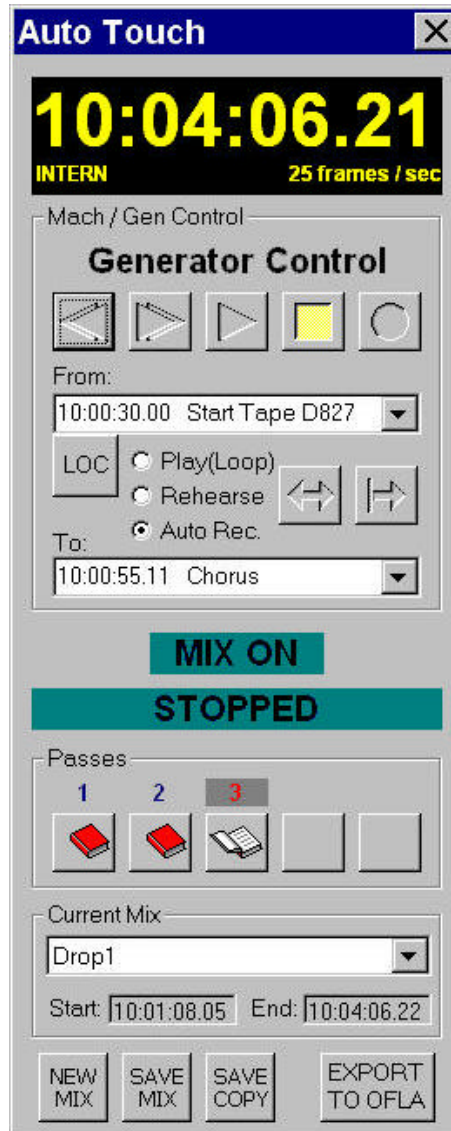 Auto Touch
10:04:06.21
INTERN 25 frames / sec
Mach / Gen Control
Generator Control
From:
10:00:30.00 Start Tape D827
LOC
Play(Loop)
Rehearse
Auto Rec.
To:
10:00:55.11 Chorus
MIX ON
STOPPED
Passes
1 2 3
Current Mix
Drop1
Start: 10:01:08.05 End: 10:04:06.22
NEW MIX
SAVE MIX
SAVE COPY
EXPORT TO OFLA